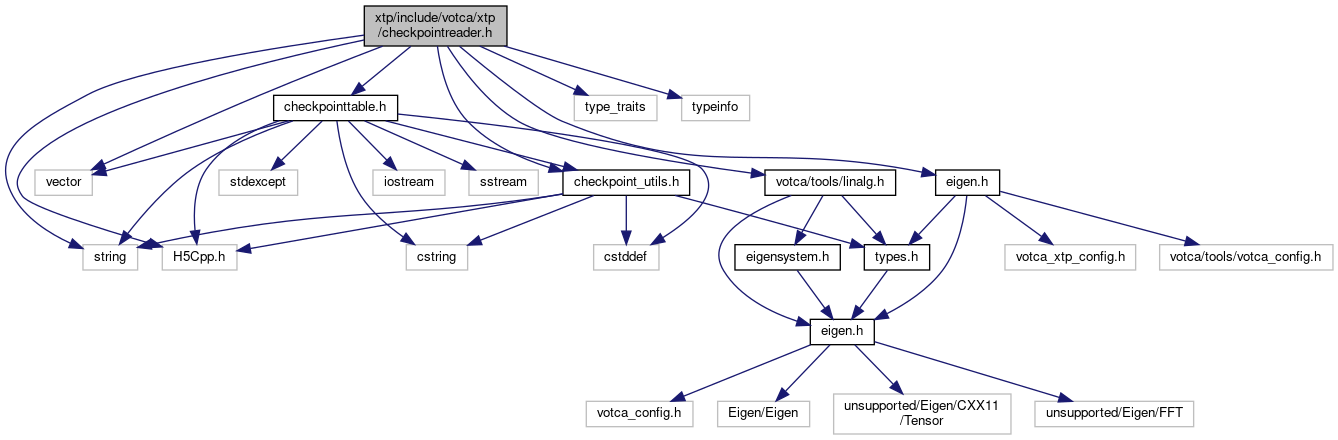 xtp/include/votca/xtp
/checkpointreader.h
checkpointtable.h
type_traits
typeinfo
vector
stdexcept
iostream
sstream
checkpoint_utils.h
votca/tools/linalg.h
eigen.h
string
H5Cpp.h
cstring
cstddef
eigensystem.h
types.h
votca_xtp_config.h
votca/tools/votca_config.h
eigen.h
votca_config.h
Eigen/Eigen
unsupported/Eigen/CXX11
/Tensor
unsupported/Eigen/FFT